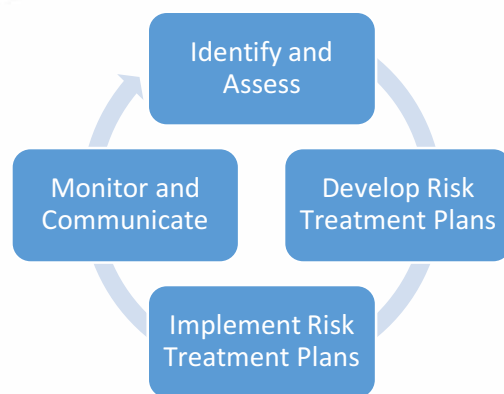 Identify and
Assess
Develop Risk
Treatment Plans
Implement Risk
Treatment Plans
Monitor and
Communicate